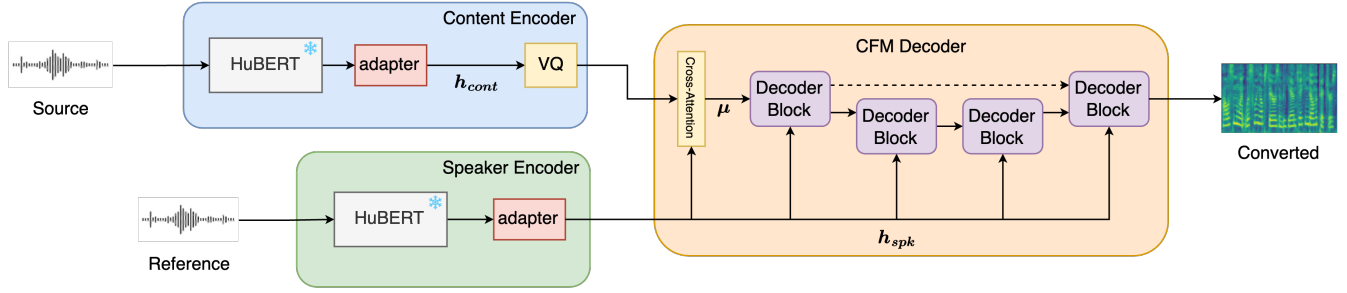 Content Encoder
HuBERT
adapter
VQ
h_cont
Source
CFM Decoder
Cross-Attention
μ
Decoder
Block
Decoder
Block
Decoder
Block
Decoder
Block
Converted
Speaker Encoder
HuBERT
adapter
h_spk
Reference